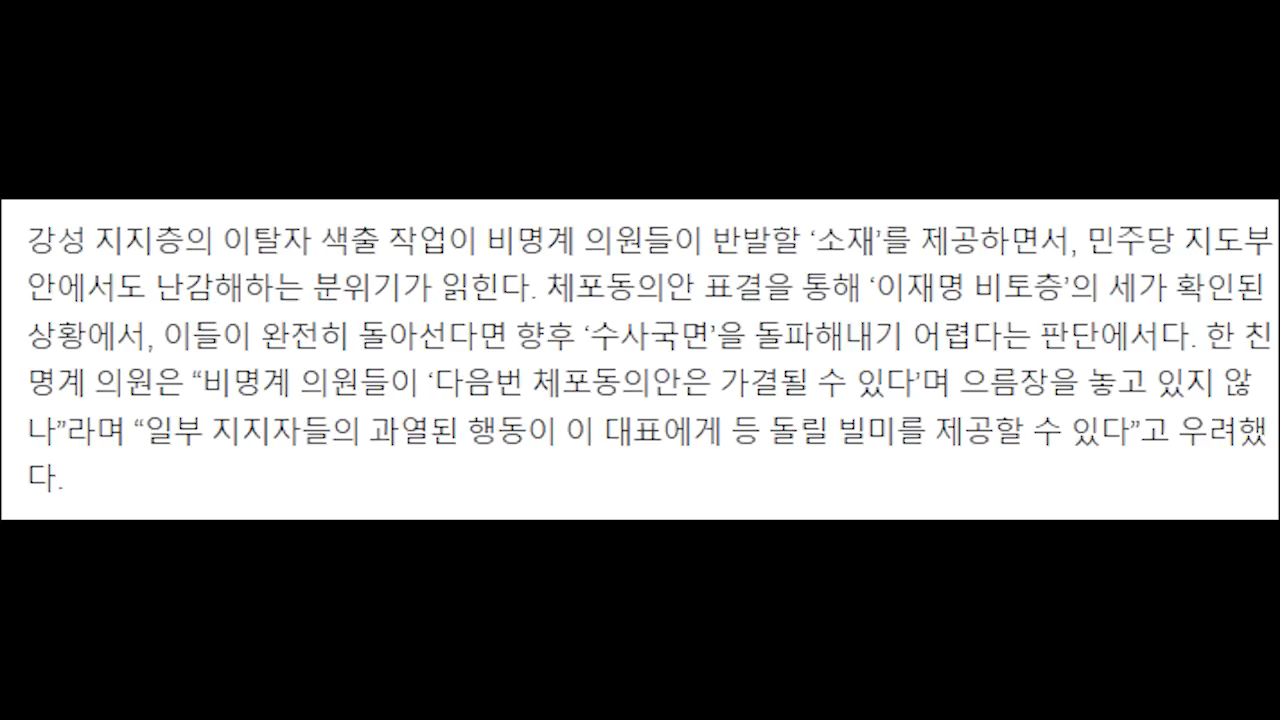 강성 지지층의 이탈자 색출 작업이 비명계 의원들이 반발할 ‘소재’를 제공하면서, 민주당 지도부
안에서도 난감해하는 분위기가 읽힌다. 체포동의안 표결을 통해 ‘이재명 비토층’의 세가 확인된
상황에서, 이들이 완전히 돌아선다면 향후 ‘수사국면’을 돌파해내기 어렵다는 판단에서다. 한 친
명계 의원은 “비명계 의원들이 ‘다음번 체포동의안은 가결될 수 있다’며 으름장을 놓고 있지 않
나”라며 “일부 지지자들의 과열된 행동이 이 대표에게 등 돌릴 빌미를 제공할 수 있다”고 우려했
다.